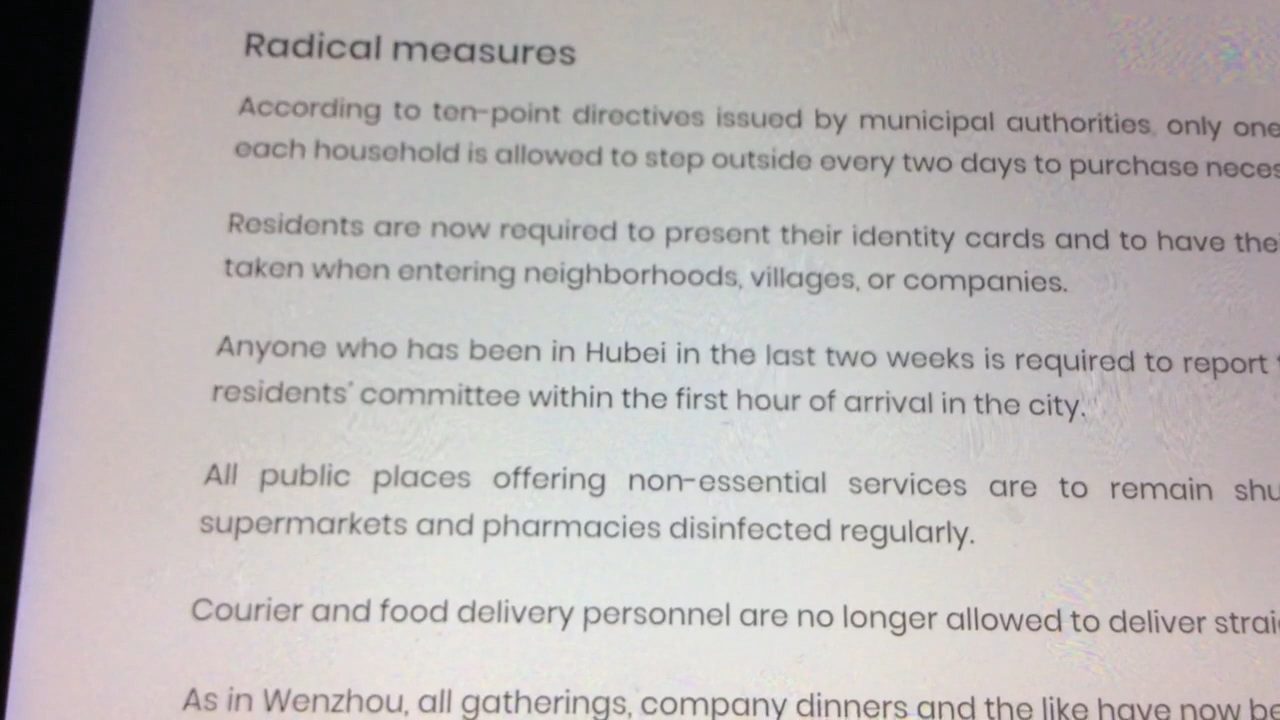 Radical measures
According to ten-point directives issued by municipal authorities, only one
each household is allowed to step outside every two days to purchase
Residents are now required to present their identity cards and to have
taken when entering neighborhoods, villages, or companies.
Anyone who has been in Hubei in the last two weeks is required to report
residents' committee within the first hour of arrival in the city.
All public places offering non-essential services are to remain
supermarkets and pharmacies disinfected regularly.
Courier and food delivery personnel are no longer allowed to deliver
As in Wenzhou, all gatherings, company dinners and the like have now